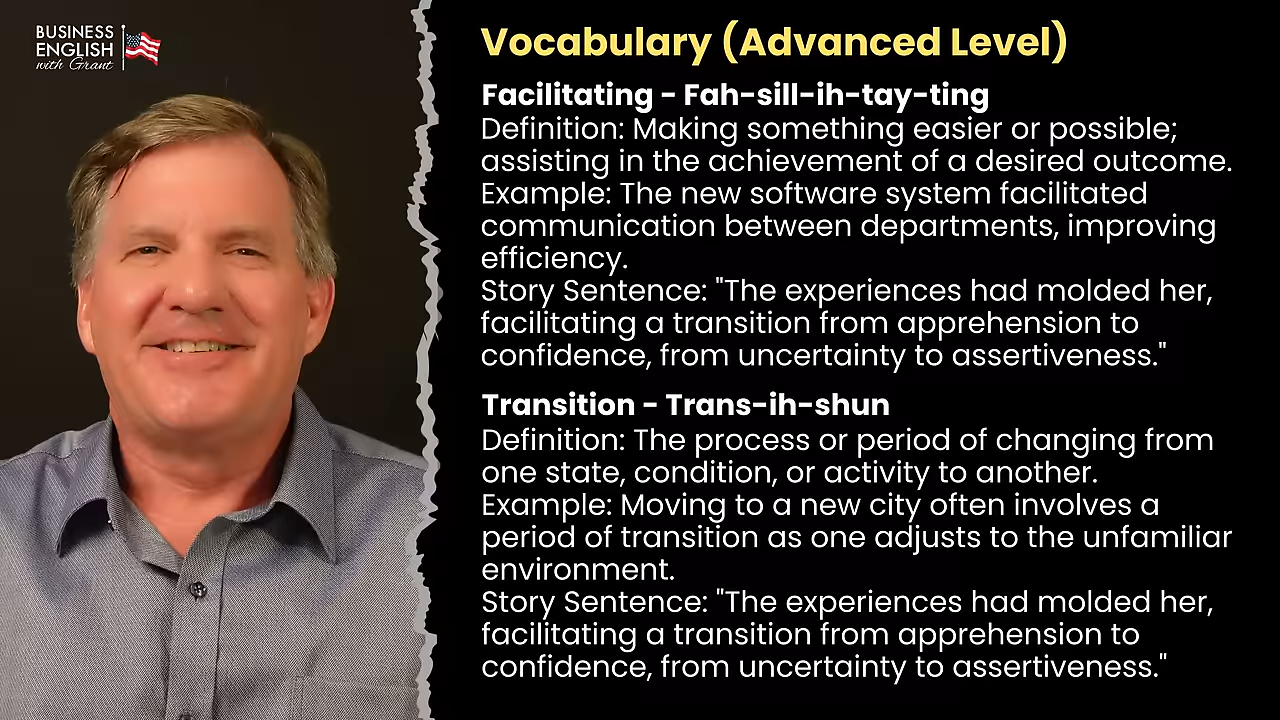 BUSINESS
ENGLISH
with Grant
Vocabulary (Advanced Level)
Facilitating - Fah-sill-ih-tay-ting
Definition: Making something easier or possible;
assisting in the achievement of a desired outcome.
Example: The new software system facilitated
communication between departments, improving
efficiency.
Story Sentence: "The experiences had molded her,
facilitating a transition from apprehension to
confidence, from uncertainty to assertiveness."
Transition - Trans-ih-shun
Definition: The process or period of changing from
one state, condition, or activity to another.
Example: Moving to a new city often involves a
period of transition as one adjusts to the unfamiliar
environment.
Story Sentence: "The experiences had molded her,
facilitating a transition from apprehension to
confidence, from uncertainty to assertiveness."